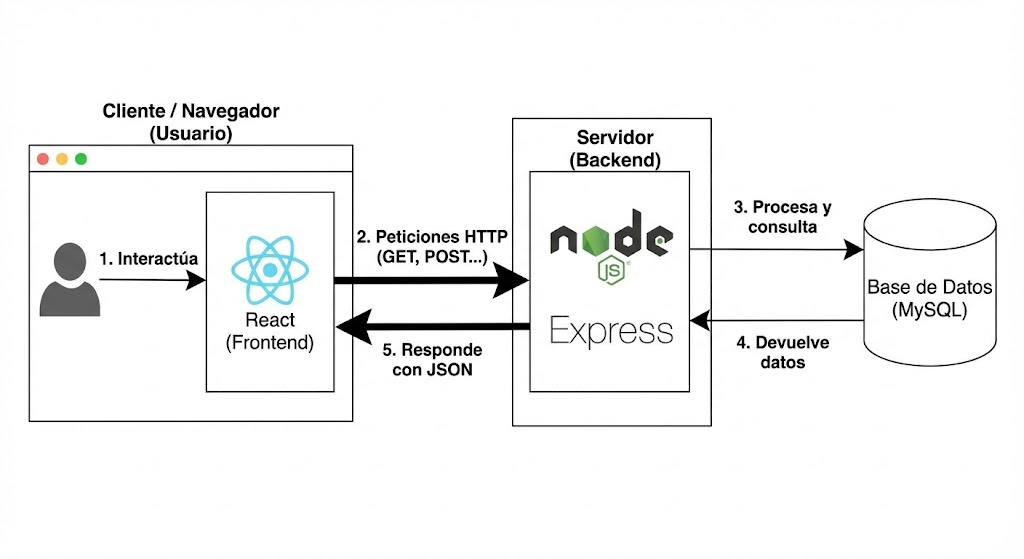 Cliente / Navegador
(Usuario)
1. Interactúa
React
(Frontend)
2. Peticiones HTTP
(GET, POST...)
5. Responde
con JSON
Servidor
(Backend)
node
JS
Express
3. Procesa y
consulta
4. Devuelve
datos
Base de Datos
(MySQL)